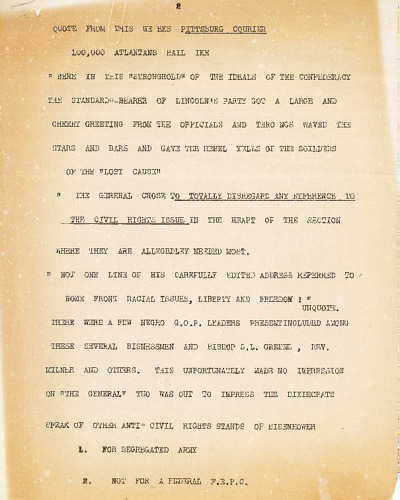 2
QUOTE FROM THIS WEEKS PITTSBURG COURIER
100,000 ATLANTANS HAIL IKE
" HERE IN THIS "STRONGHOLD" OF THE IDEALS OF THE CONFEDERACY
THE STANDARD-BEARER OF LINCOLN'S PARTY GOT A LARGE AND
CHEERY GREETING FROM THE OFFICIALS AND THRONGS WAVED THE
STARS AND BARS AND GAVE THE REBEL YELLS OF THE SOILDERS
OF THE "LOST CAUSE"
" THE GENERAL CHOSE TO TOTALLY DISREGARD ANY REFERENCE TO
THE CIVIL RIGHTS ISSUE IN THE HEART OF THE SECTION
WHERE THEY ARE ALLEGEDLEY NEEDED MOST.
" NOT ONE LINE OF HIS CAREFULLY EDITED ADDRESS REFERRED TO
HOME FRONT RACIAL ISSUES, LIBERTY AND FREEDOM ! "
UNQUOTE.
THERE WERE A FEW NEGRO G.O.P. LEADERS PRESENT INCLUDED AMONG
THESE SEVERAL BISNESSMEN AND BISHOP S.L. GREENE , REV.
MILNER AND OTHERS. THIS UNFORTUNATELY MADE NO IMPRESSION
ON "THE GENERAL" WHO WAS OUT TO IMPRESS THE DIXIECRATS
SPEAK OF OTHER ANTI- CIVIL RIGHTS STANDS OF EISENHOWER
1. FOR SEGREGATED ARMY
2. NOT FOR A FEDERAL F.E.P.C.